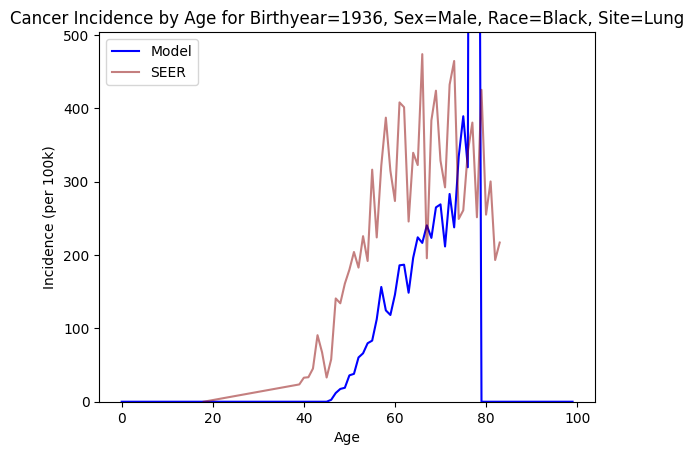 Cancer Incidence by Age for Birthyear=1936, Sex=Male, Race=Black, Site=Lung
500
400
300
200
100
0
Incidence (per 100k)
Model
SEER
0 20 40 60 80 100
Age